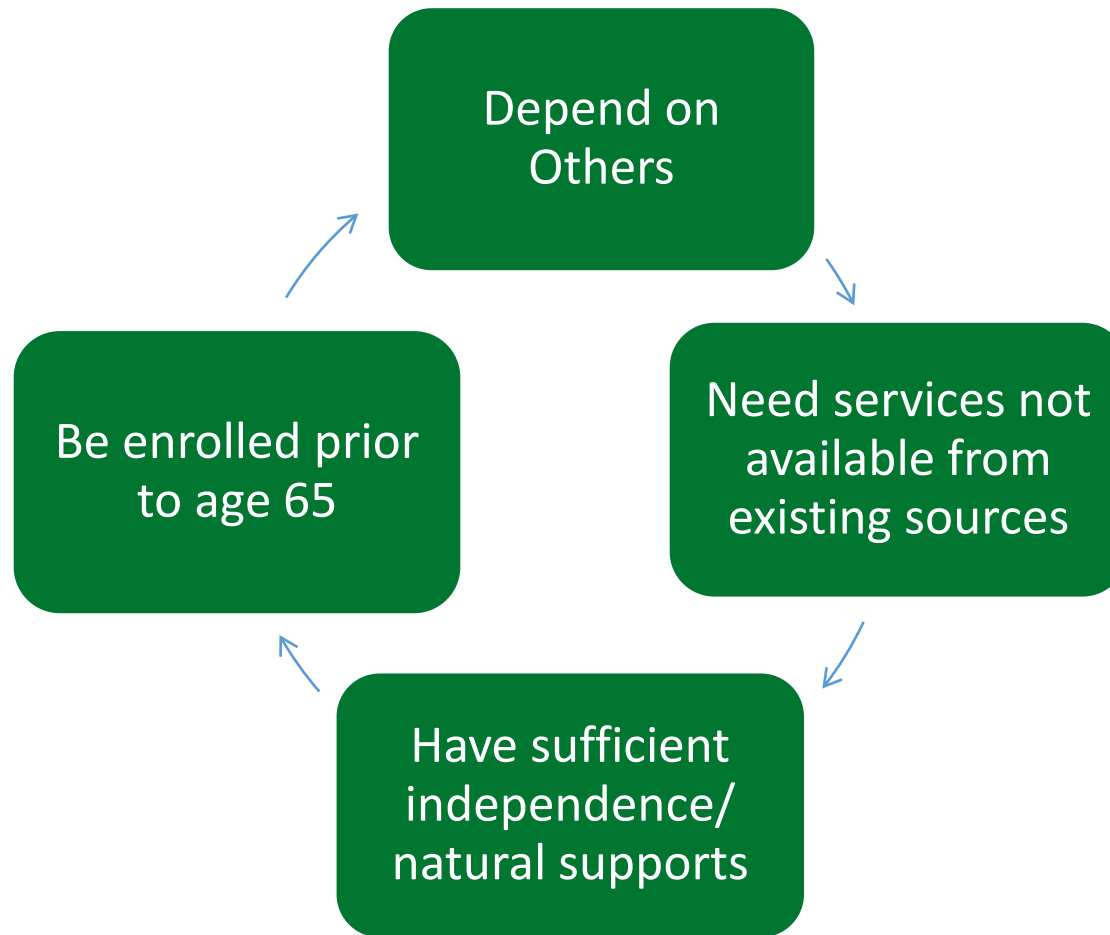 Depend on
Others
Need services not
available from
existing sources
Have sufficient
independence/
natural supports
Be enrolled prior
to age 65